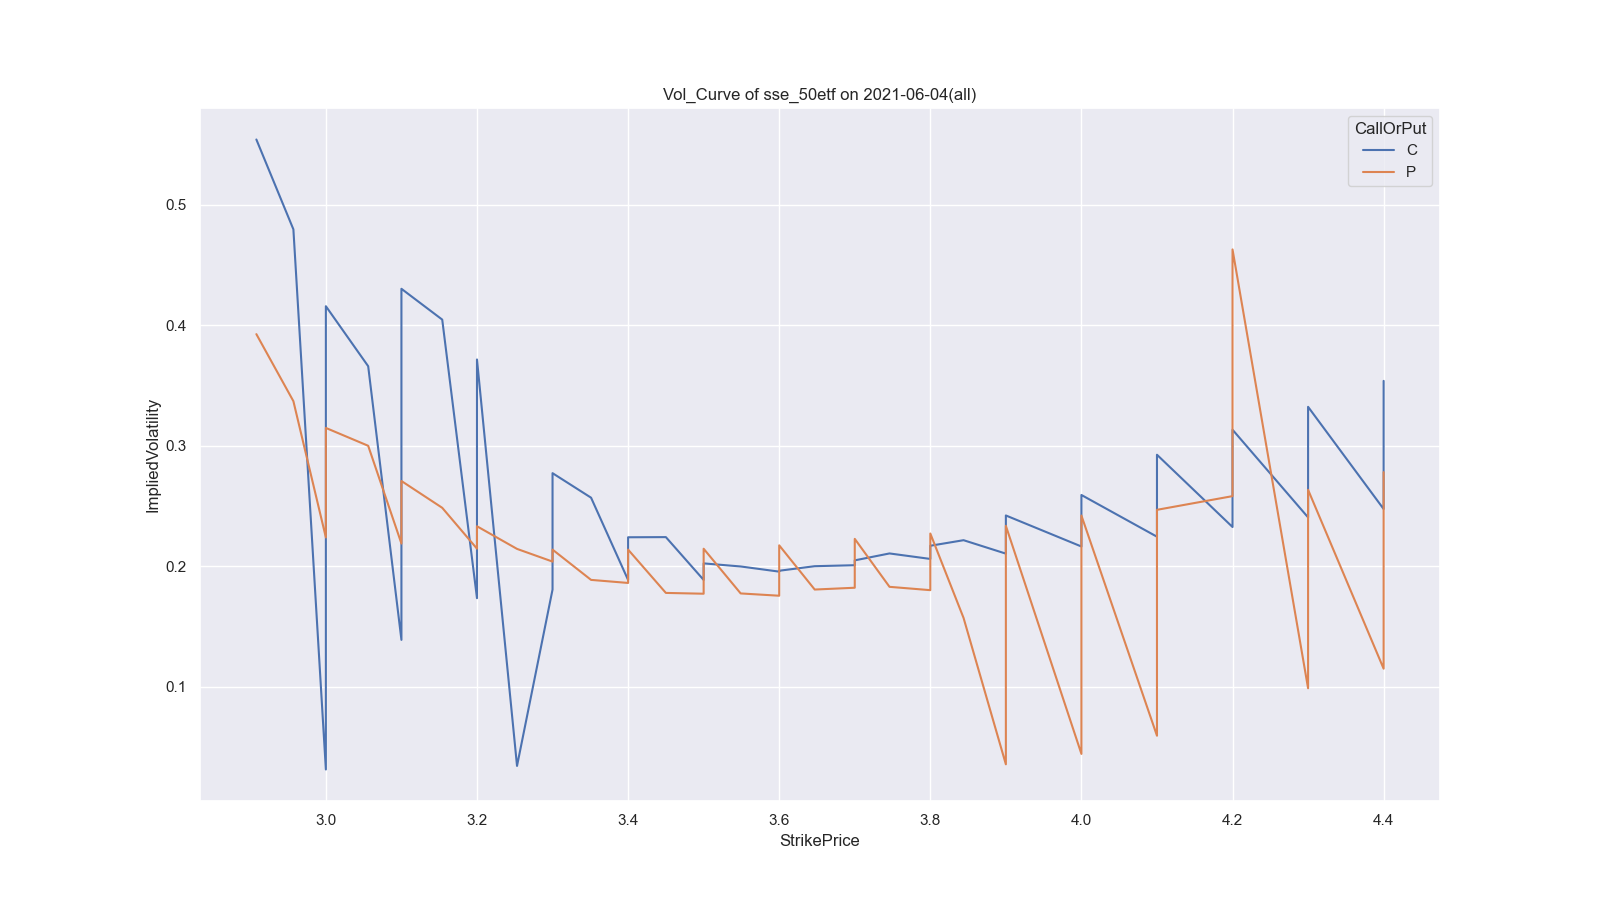 Vol_Curve of sse_50etf on 2021-06-04(all)
CallOrPut
C
P
0.5
0.4
0.3
0.2
0.1
ImpliedVolatility
3.0 3.2 3.4 3.6 3.8 4.0 4.2 4.4
StrikePrice